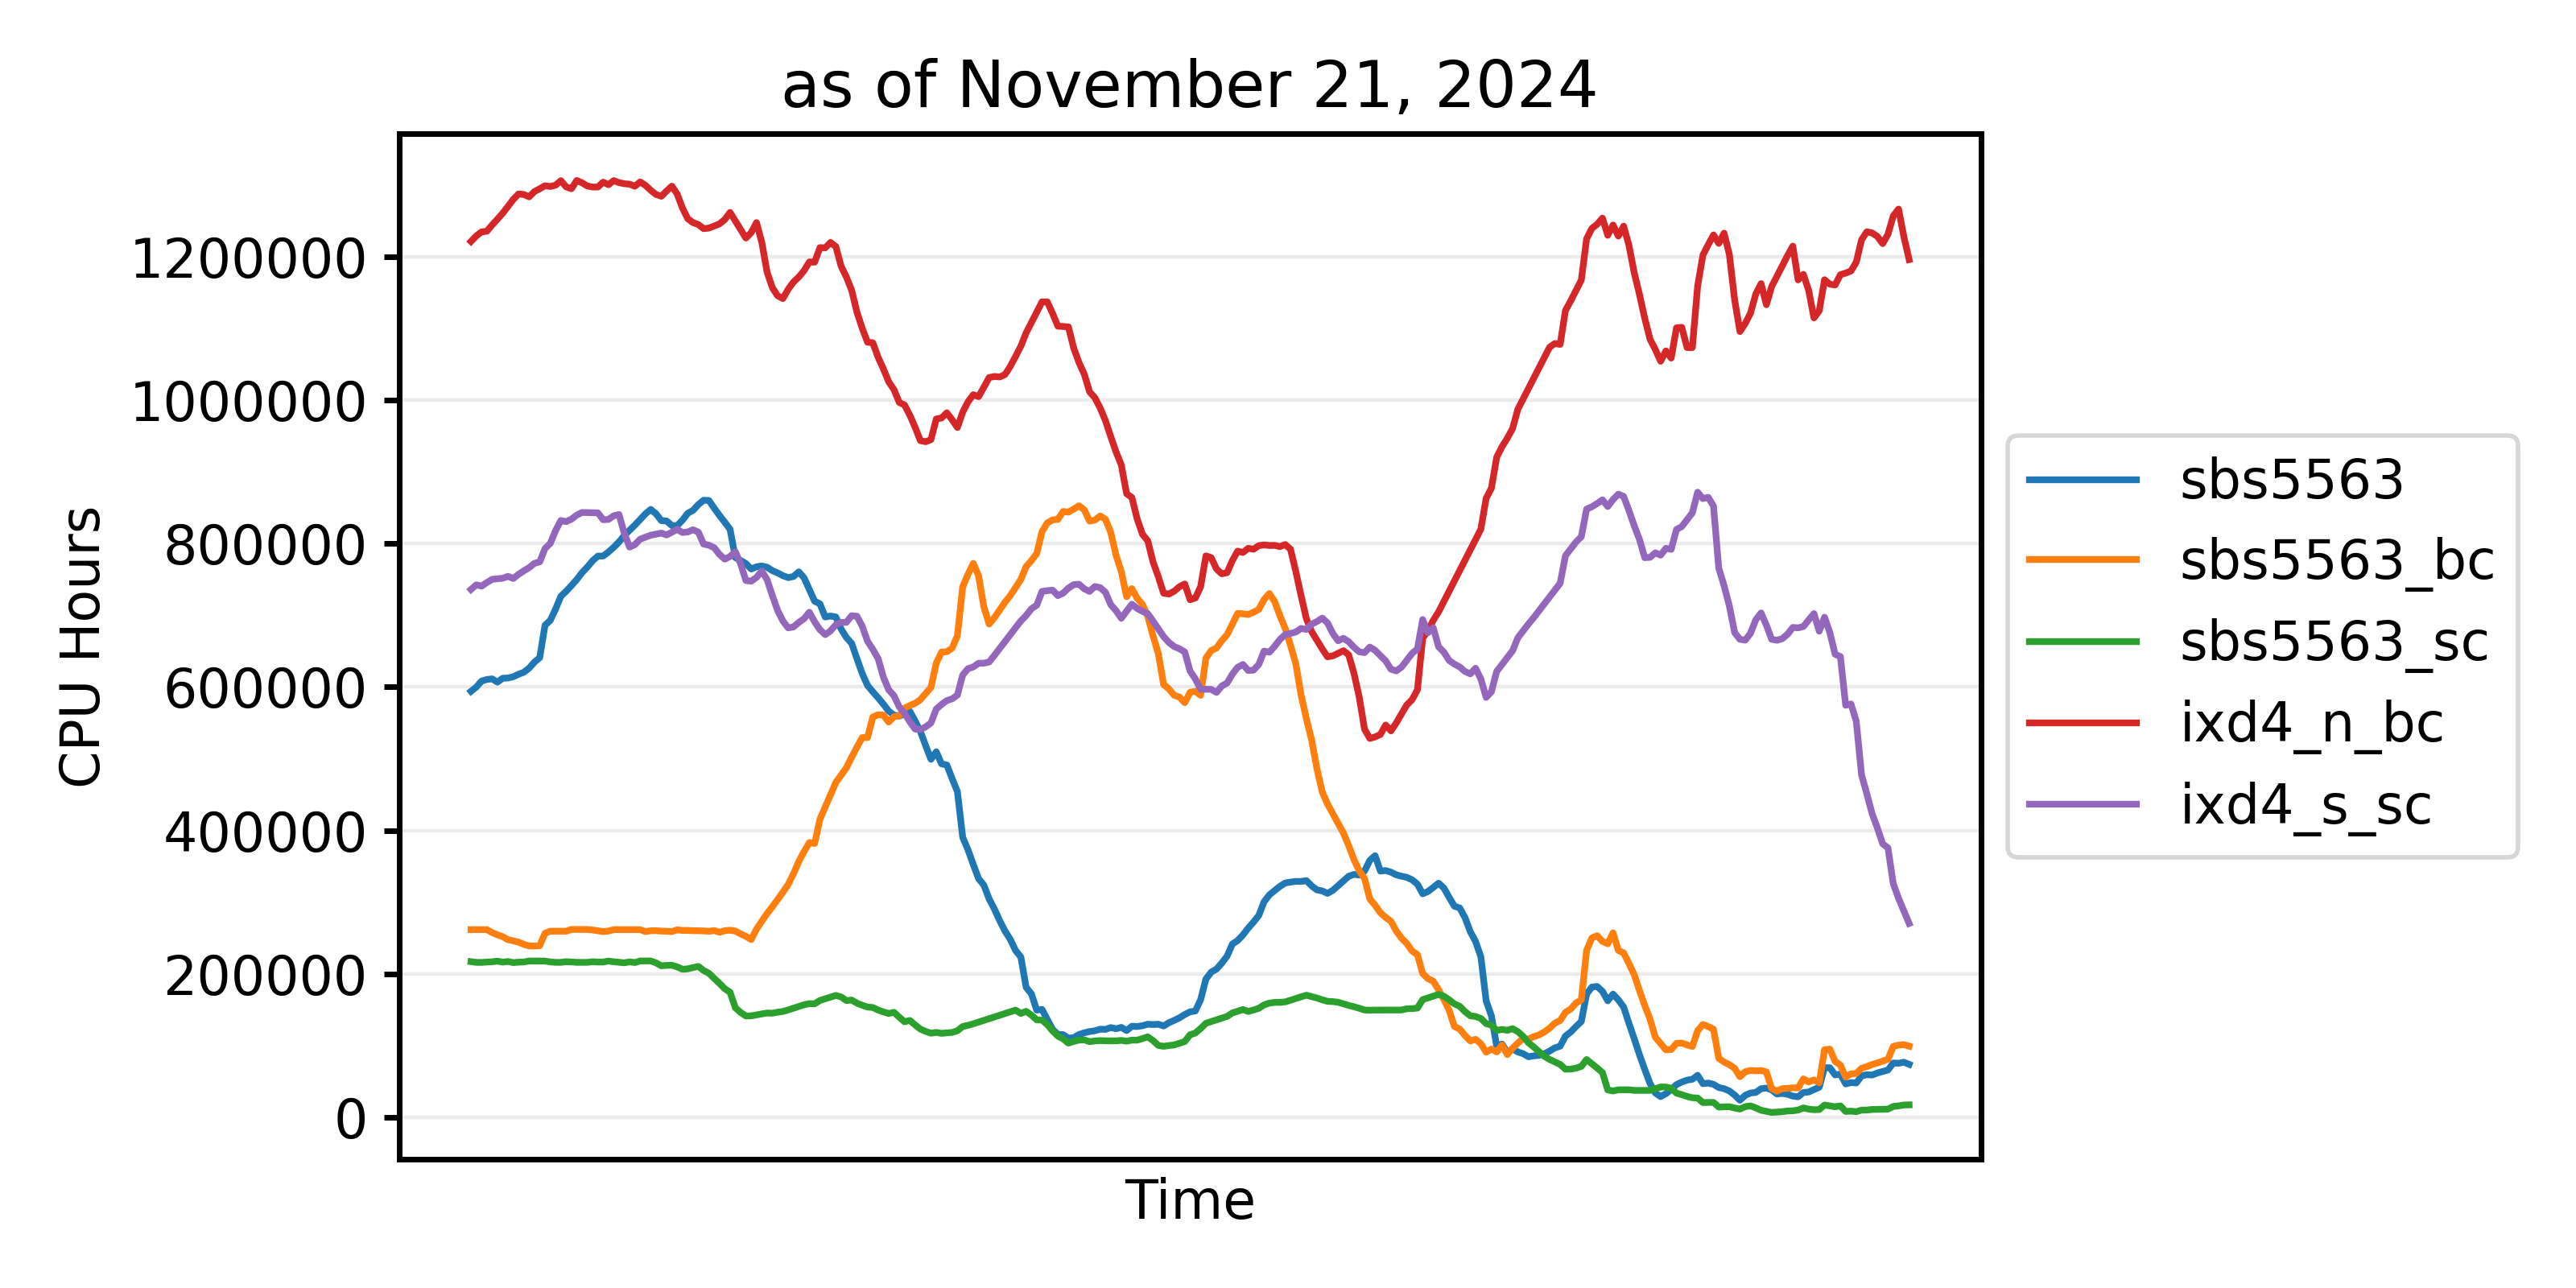 as of November 21, 2024
CPU Hours
1200000
1000000
800000
600000
400000
200000
0
Time
sbs5563
sbs5563_bc
sbs5563_sc
ixd4_n_bc
ixd4_s_sc